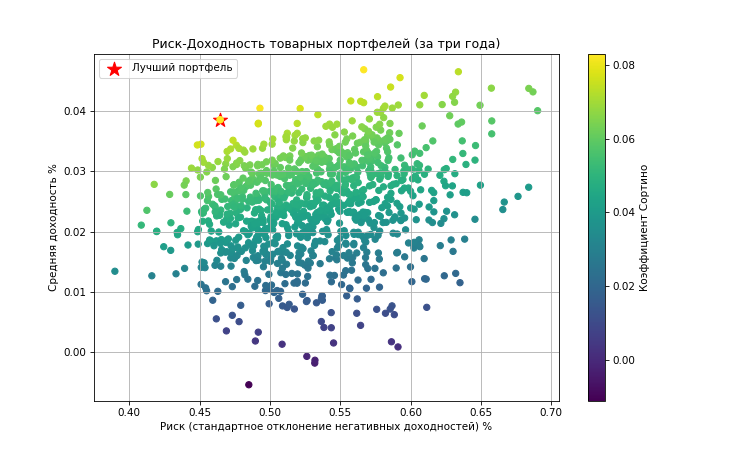 Риск-Доходность товарных портфелей (за три года)
Лучший портфель
Средняя доходность %
0.04
0.03
0.02
0.01
0.00
0.40 0.45 0.50 0.55 0.60 0.65 0.70
Риск (стандартное отклонение негативных доходностей) %
0.08
0.06
0.04
0.02
0.00
Коэффициент Сортино